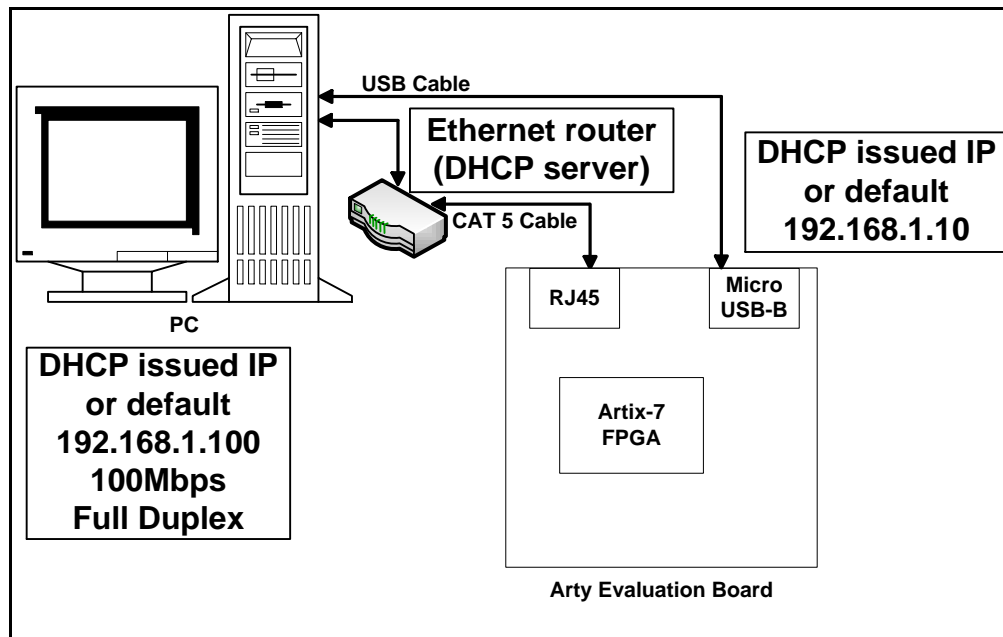 USB Cable
Ethernet router
(DHCP server)
CAT 5 Cable
DHCP issued IP
or default
192.168.1.10
PC
DHCP issued IP
or default
192.168.1.100
100Mbps
Full Duplex
RJ45
Micro
USB-B
Artix-7
FPGA
Arty Evaluation Board